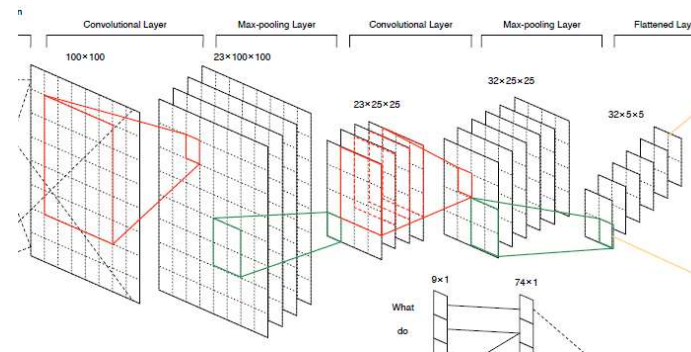 n
Convolutional Layer
Max-pooling Layer
Convolutional Layer
Max-pooling Layer
Flattened Lay
100×100
23×100×100
23×25×25
32×25×25
32×5×5
9×1
74×1
What
do